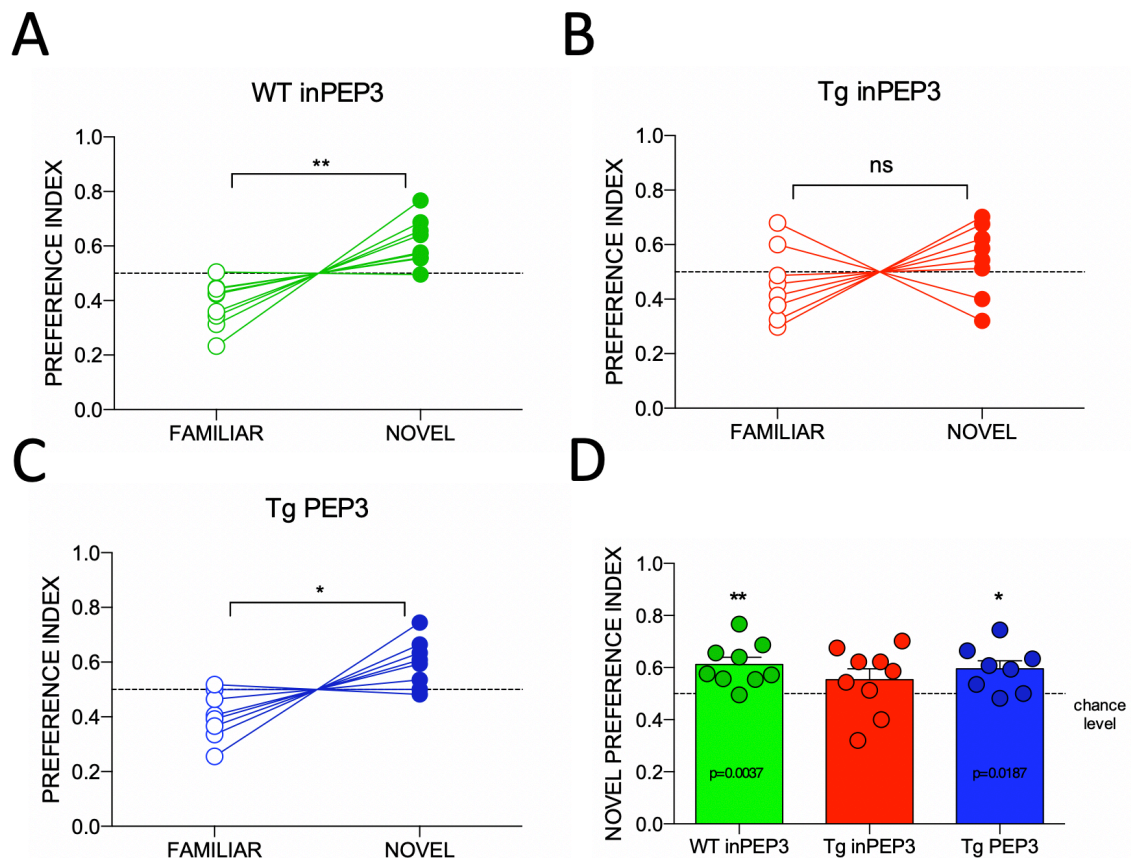 A
WT inPEP3
PREFERENCE INDEX
1.0
0.8
0.6
0.4
0.2
0.0
**
FAMILIAR
NOVEL
B
Tg inPEP3
PREFERENCE INDEX
1.0
0.8
0.6
0.4
0.2
0.0
ns
FAMILIAR
NOVEL
C
Tg PEP3
PREFERENCE INDEX
1.0
0.8
0.6
0.4
0.2
0.0
*
FAMILIAR
NOVEL
D
NOVEL PREFERENCE INDEX
1.0
0.8
0.6
0.4
0.2
0.0
**
*
chance
level
p=0.0037
p=0.0187
WT inPEP3
Tg inPEP3
Tg PEP3